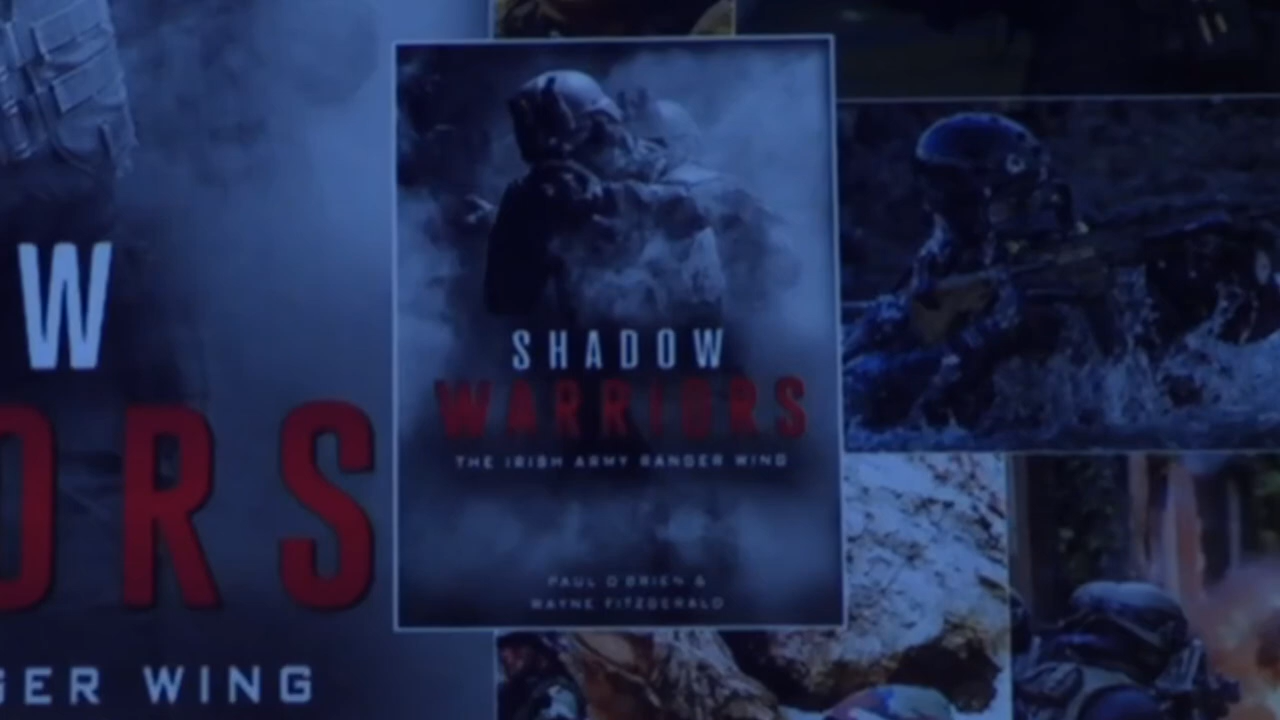 W
ORS
GER WING
SHADOW
WARRIORS
THE IRISH ARMY RANGER WING
PAUL O'BRIEN &
WAYNE FITZGERALD